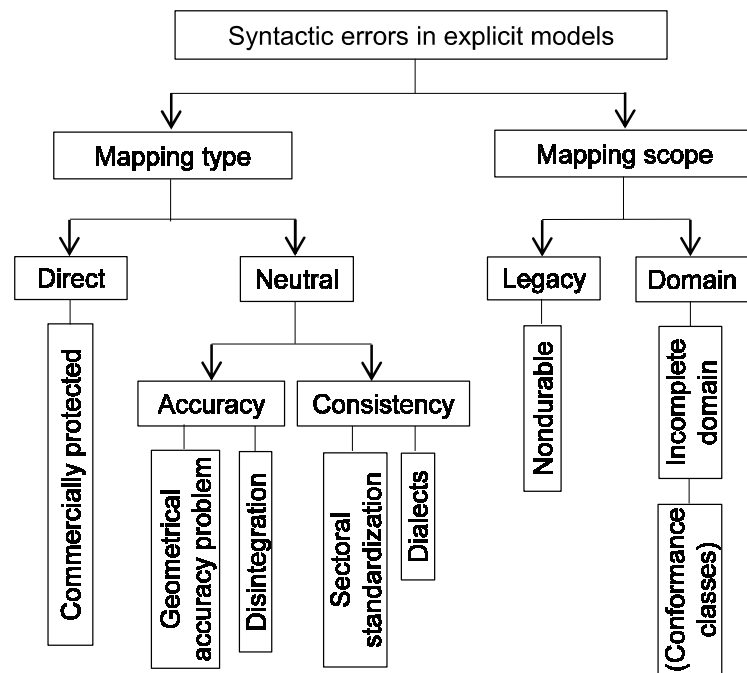 Syntactic errors in explicit models
Mapping type
Mapping scope
Direct
Neutral
Legacy
Domain
Commercially protected
Accuracy
Consistency
Nondurable
Incomplete
domain
Geometrical
accuracy problem
Disintegration
Sectoral
standardization
Dialects
(Conformance
classes)